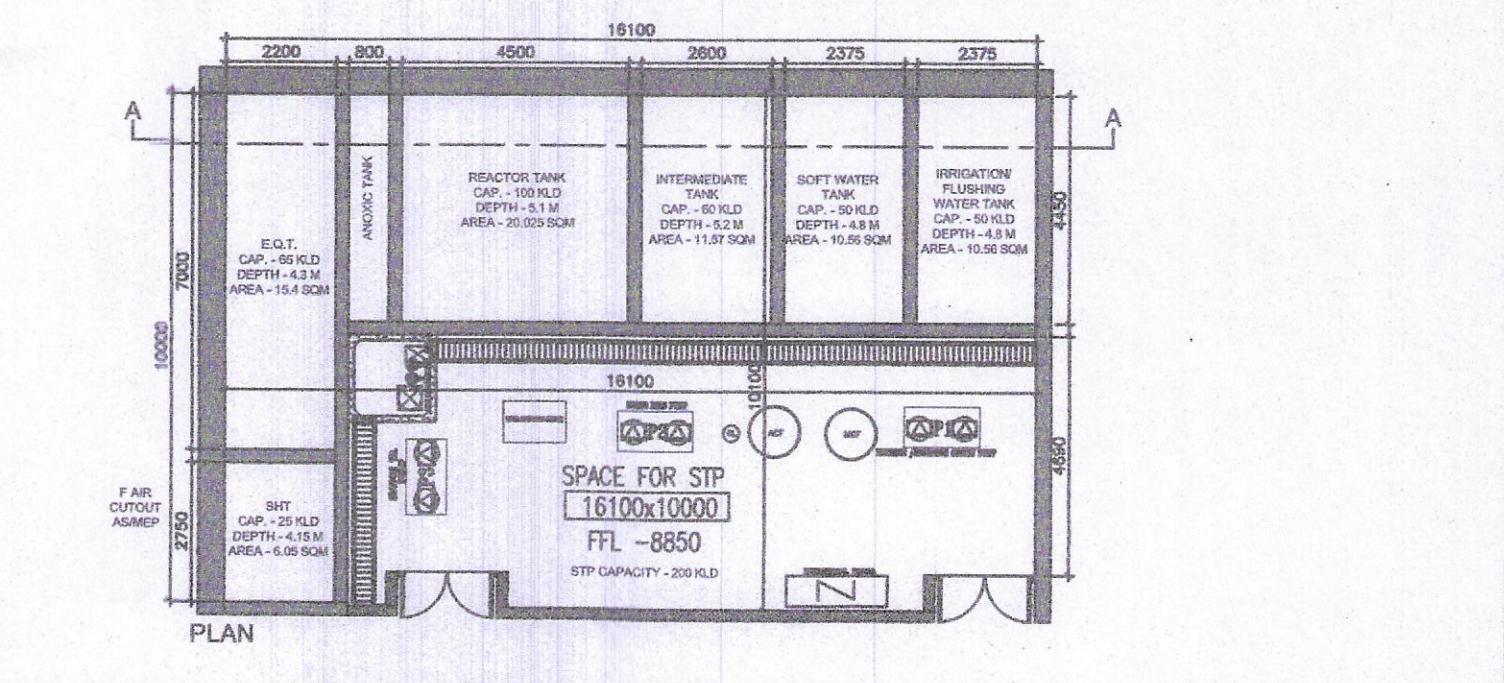 16100
2200
800
4500
2600
2375
2375
A
A
ANOXIC TANK
REACTOR TANK
CAP. - 100 KLD
DEPTH - 5.1 M
AREA - 20.025 SQM
INTERMEDIATE
TANK
CAP. - 60 KLD
DEPTH - 5.2 M
AREA - 11.57 SQM
SOFT WATER
TANK
CAP. - 50 KLD
DEPTH - 4.8 M
AREA - 10.56 SQM
IRRIGATION/
FLUSHING
WATER TANK
CAP. - 50 KLD
DEPTH - 4.8 M
AREA - 10.56 SQM
4450
E.Q.T.
CAP. - 65 KLD
DEPTH - 4.3 M
AREA - 15.4 SQM
7000
10000
16100
10100
P2
P1
P3
4690
SPACE FOR STP
16100x10000
FFL -8850
STP CAPACITY - 200 KLD
F AIR
CUTOUT
AS/MEP
2750
SHT
CAP. - 25 KLD
DEPTH - 4.15 M
AREA - 6.05 SQM
PLAN